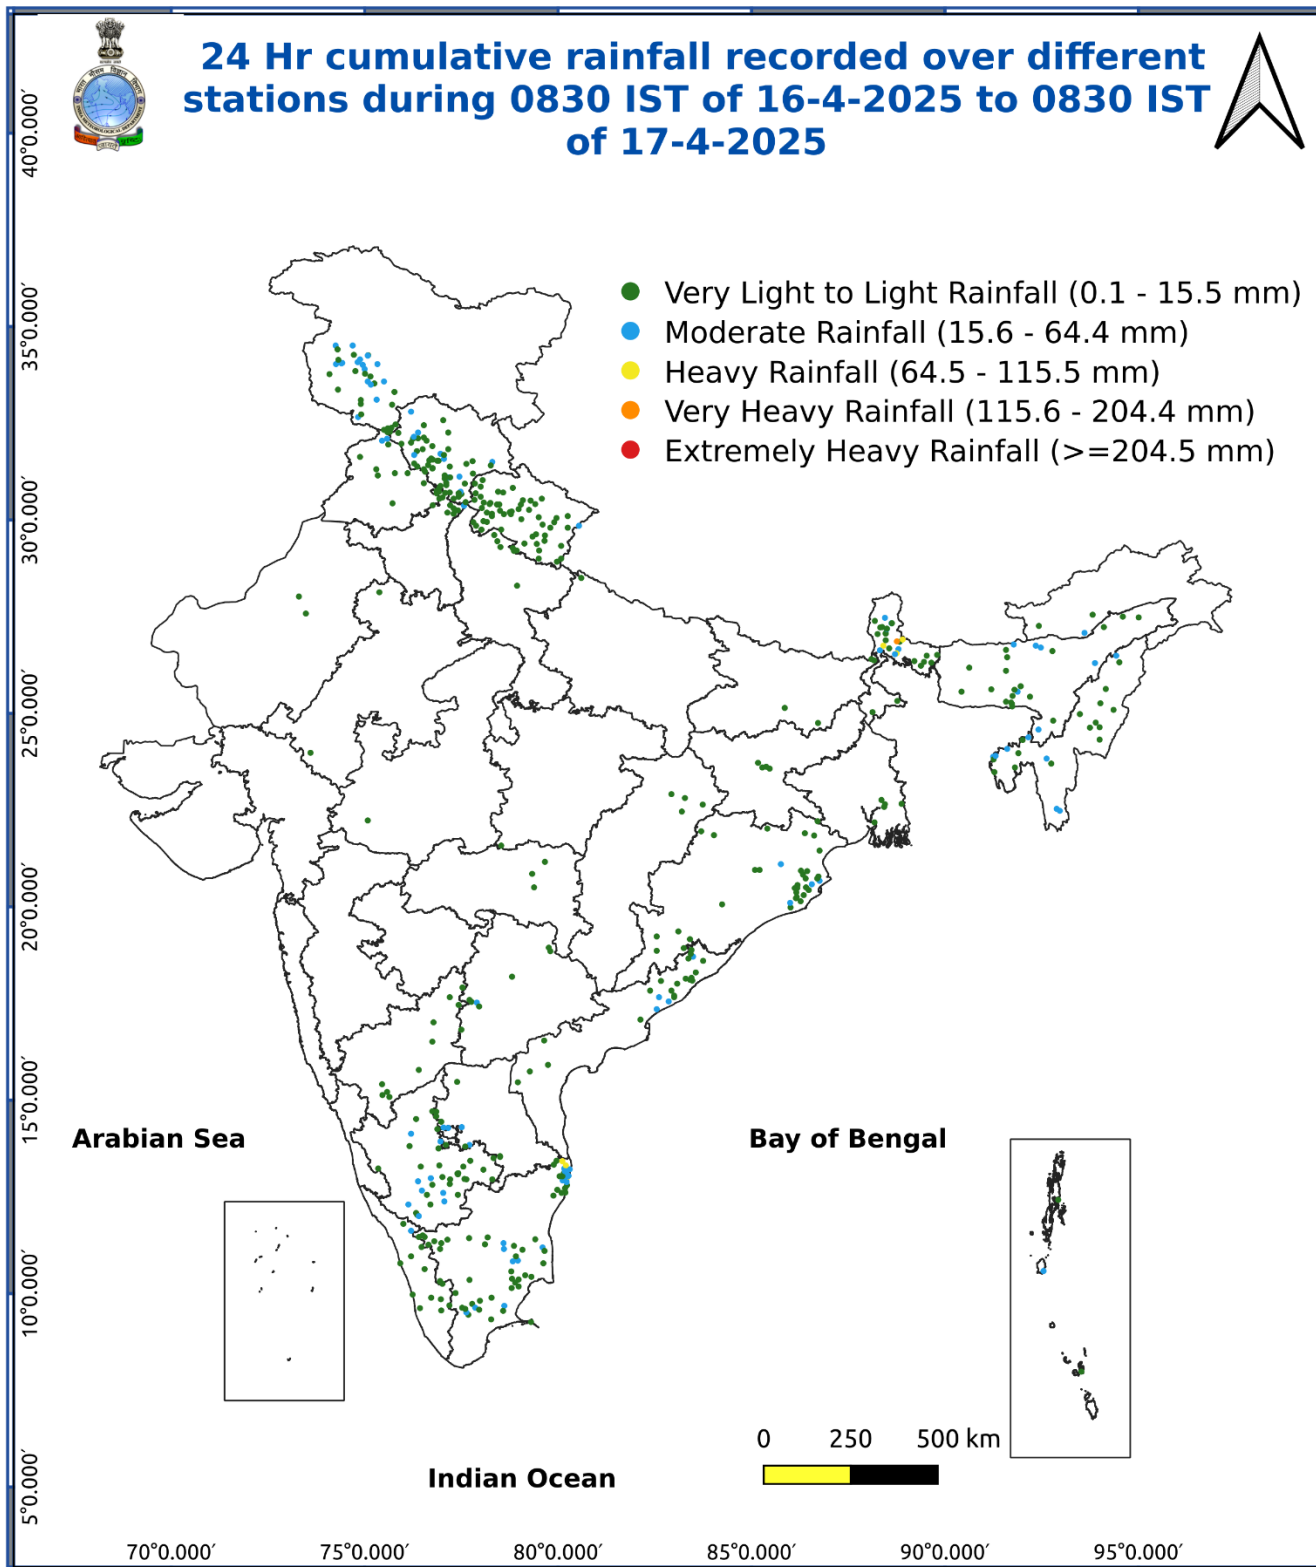 24 Hr cumulative rainfall recorded over different
stations during 0830 IST of 16-4-2025 to 0830 IST
of 17-4-2025
Very Light to Light Rainfall (0.1 - 15.5 mm)
Moderate Rainfall (15.6 - 64.4 mm)
Heavy Rainfall (64.5 - 115.5 mm)
Very Heavy Rainfall (115.6 - 204.4 mm)
Extremely Heavy Rainfall (>=204.5 mm)
40°0.000′
35°0.000′
30°0.000′
25°0.000′
20°0.000′
15°0.000′
10°0.000′
5°0.000′
Arabian Sea
Bay of Bengal
Indian Ocean
0 250 500 km
70°0.000′ 75°0.000′ 80°0.000′ 85°0.000′ 90°0.000′ 95°0.000′